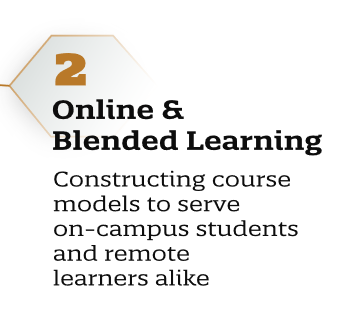 2
Online &
Blended Learning
Constructing course
models to serve
on-campus students
and remote
learners alike